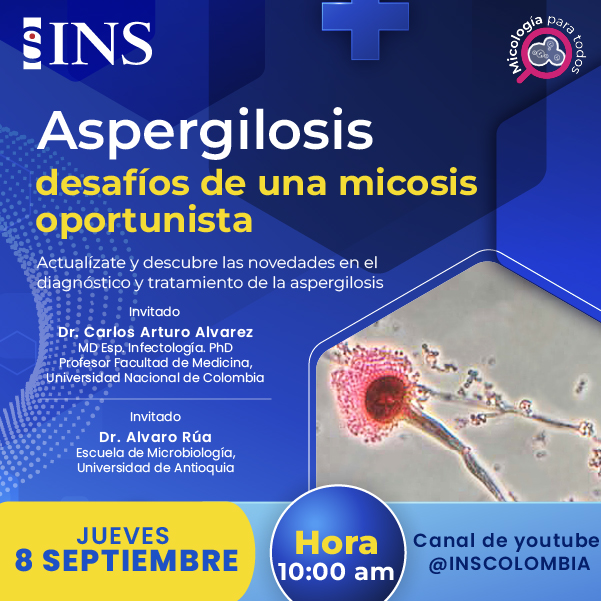 INS
Micología para todos
Aspergilosis
desafíos de una micosis
oportunista
Actualízate y descubre las novedades en el
diagnóstico y tratamiento de la aspergilosis
Invitado
Dr. Carlos Arturo Alvarez
MD Esp. Infectología. PhD
Profesor Facultad de Medicina,
Universidad Nacional de Colombia
Invitado
Dr. Alvaro Rúa
Escuela de Microbiología,
Universidad de Antioquia
JUEVES
8 SEPTIEMBRE
Hora
10:00 am
Canal de youtube
@INSCOLOMBIA